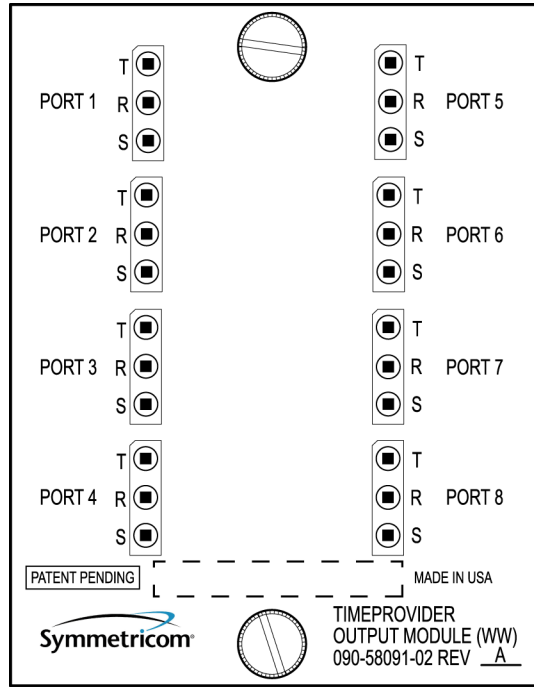 T
PORT 1 R
S
T
R PORT 5
S
T
PORT 2 R
S
T
R PORT 6
S
T
PORT 3 R
S
T
R PORT 7
S
T
PORT 4 R
S
T
R PORT 8
S
PATENT PENDING
MADE IN USA
Symmetricom®
TIMEPROVIDER
OUTPUT MODULE (WW)
090-58091-02 REV A